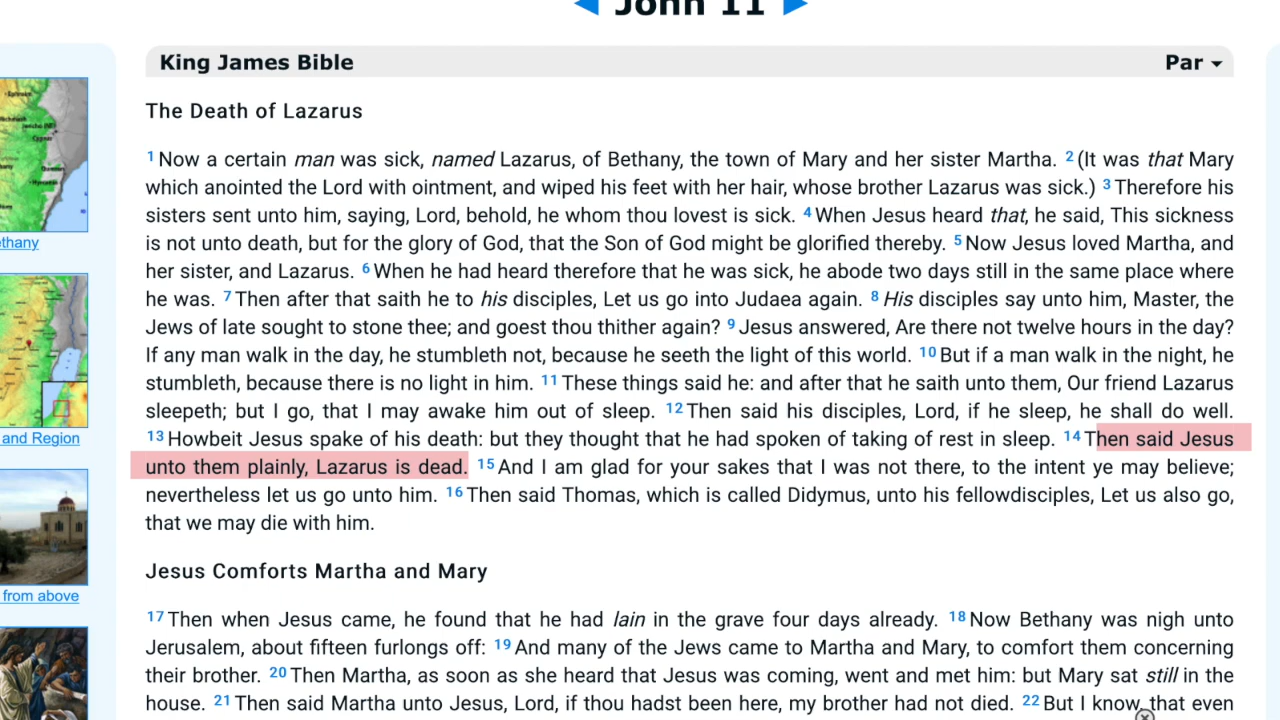 John 11
King James Bible
Par
The Death of Lazarus
1 Now a certain man was sick, named Lazarus, of Bethany, the town of Mary and her sister Martha. 2 (It was that Mary
which anointed the Lord with ointment, and wiped his feet with her hair, whose brother Lazarus was sick.) 3 Therefore his
sisters sent unto him, saying, Lord, behold, he whom thou lovest is sick. 4 When Jesus heard that, he said, This sickness
is not unto death, but for the glory of God, that the Son of God might be glorified thereby. 5 Now Jesus loved Martha, and
her sister, and Lazarus. 6 When he had heard therefore that he was sick, he abode two days still in the same place where
he was. 7 Then after that saith he to his disciples, Let us go into Judaea again. 8 His disciples say unto him, Master, the
Jews of late sought to stone thee; and goest thou thither again? 9 Jesus answered, Are there not twelve hours in the day?
If any man walk in the day, he stumbleth not, because he seeth the light of this world. 10 But if a man walk in the night, he
stumbleth, because there is no light in him. 11 These things said he: and after that he saith unto them, Our friend Lazarus
sleepeth; but I go, that I may awake him out of sleep. 12 Then said his disciples, Lord, if he sleep, he shall do well.
13 Howbeit Jesus spake of his death: but they thought that he had spoken of taking of rest in sleep. 14 Then said Jesus
unto them plainly, Lazarus is dead. 15 And I am glad for your sakes that I was not there, to the intent ye may believe;
nevertheless let us go unto him. 16 Then said Thomas, which is called Didymus, unto his fellowdisciples, Let us also go,
that we may die with him.
Jesus Comforts Martha and Mary
17 Then when Jesus came, he found that he had lain in the grave four days already. 18 Now Bethany was nigh unto
Jerusalem, about fifteen furlongs off: 19 And many of the Jews came to Martha and Mary, to comfort them concerning
their brother. 20 Then Martha, as soon as she heard that Jesus was coming, went and met him: but Mary sat still in the
house. 21 Then said Martha unto Jesus, Lord, if thou hadst been here, my brother had not died. 22 But I know, that even
ethany
and Region
from above